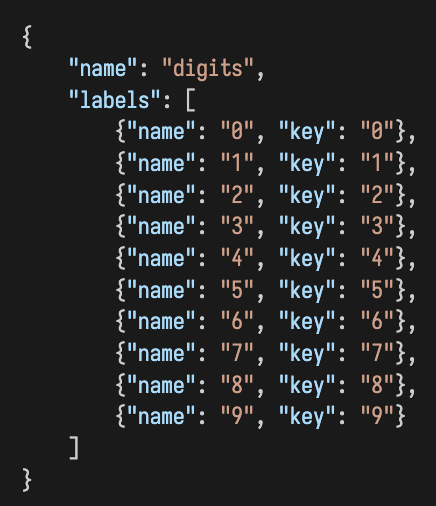 {
    "name": "digits",
    "labels": [
        {"name": "0", "key": "0"},
        {"name": "1", "key": "1"},
        {"name": "2", "key": "2"},
        {"name": "3", "key": "3"},
        {"name": "4", "key": "4"},
        {"name": "5", "key": "5"},
        {"name": "6", "key": "6"},
        {"name": "7", "key": "7"},
        {"name": "8", "key": "8"},
        {"name": "9", "key": "9"}
    ]
}